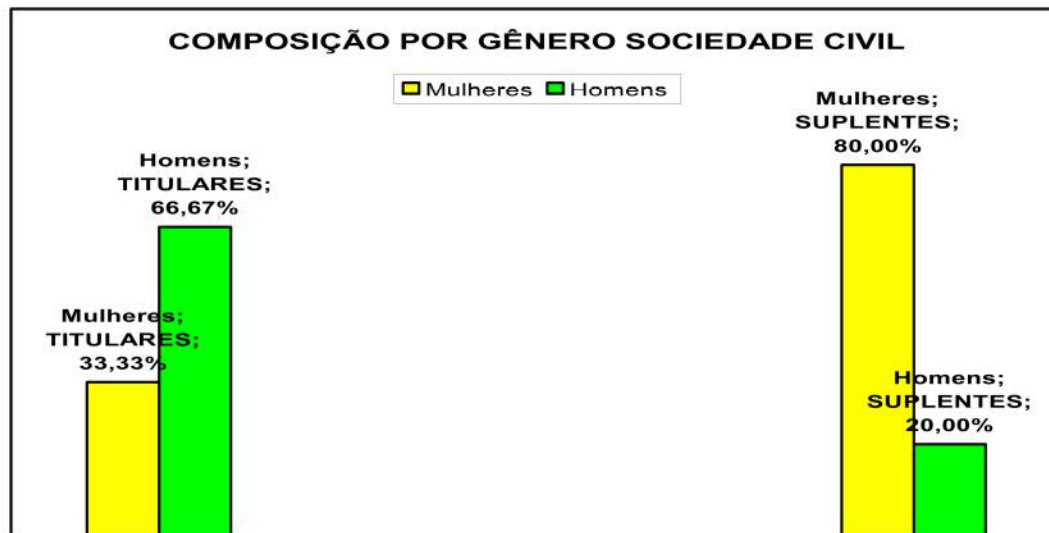 COMPOSIÇÃO POR GÊNERO SOCIEDADE CIVIL
Mulheres Homens
Homens;
TITULARES;
66,67%
Mulheres;
TITULARES;
33,33%
Mulheres;
SUPLENTES;
80,00%
Homens;
SUPLENTES;
20,00%